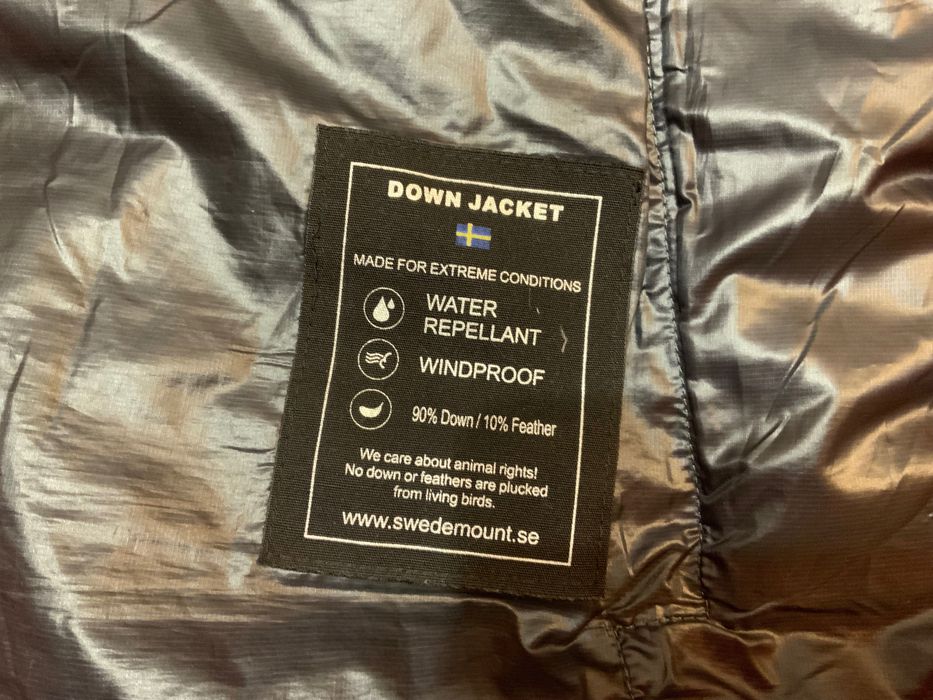 DOWN JACKET
MADE FOR EXTREME CONDITIONS
WATER
REPELLANT
WINDPROOF
90% Down / 10% Feather
We care about animal rights!
No down or feathers are plucked
from living birds.
www.swedemount.se